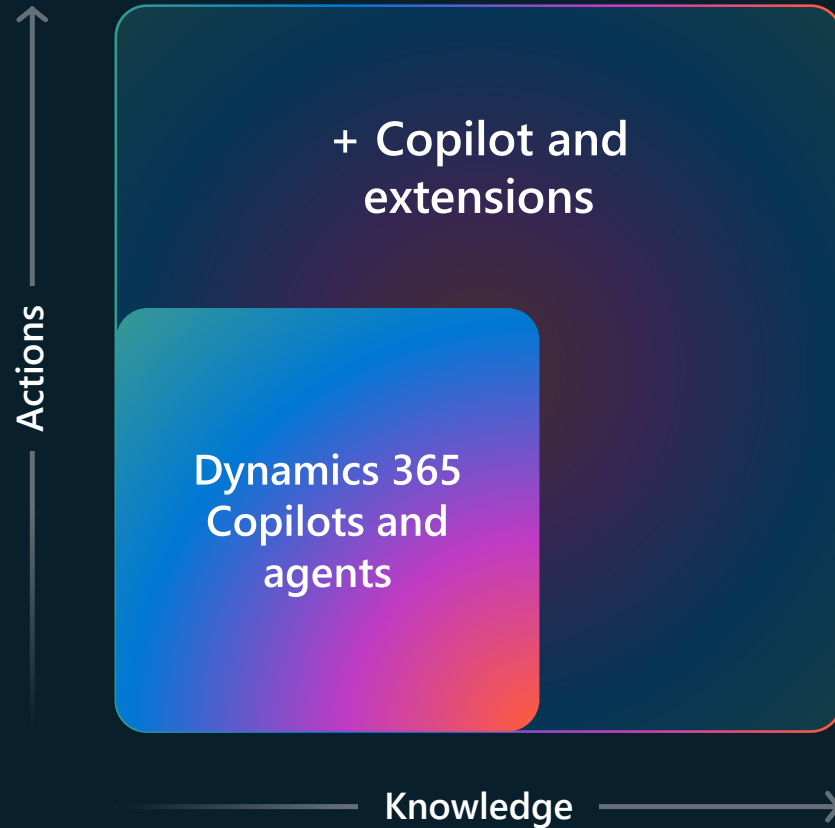 + Copilot and
extensions
Actions
Dynamics 365
Copilots and
agents
Knowledge